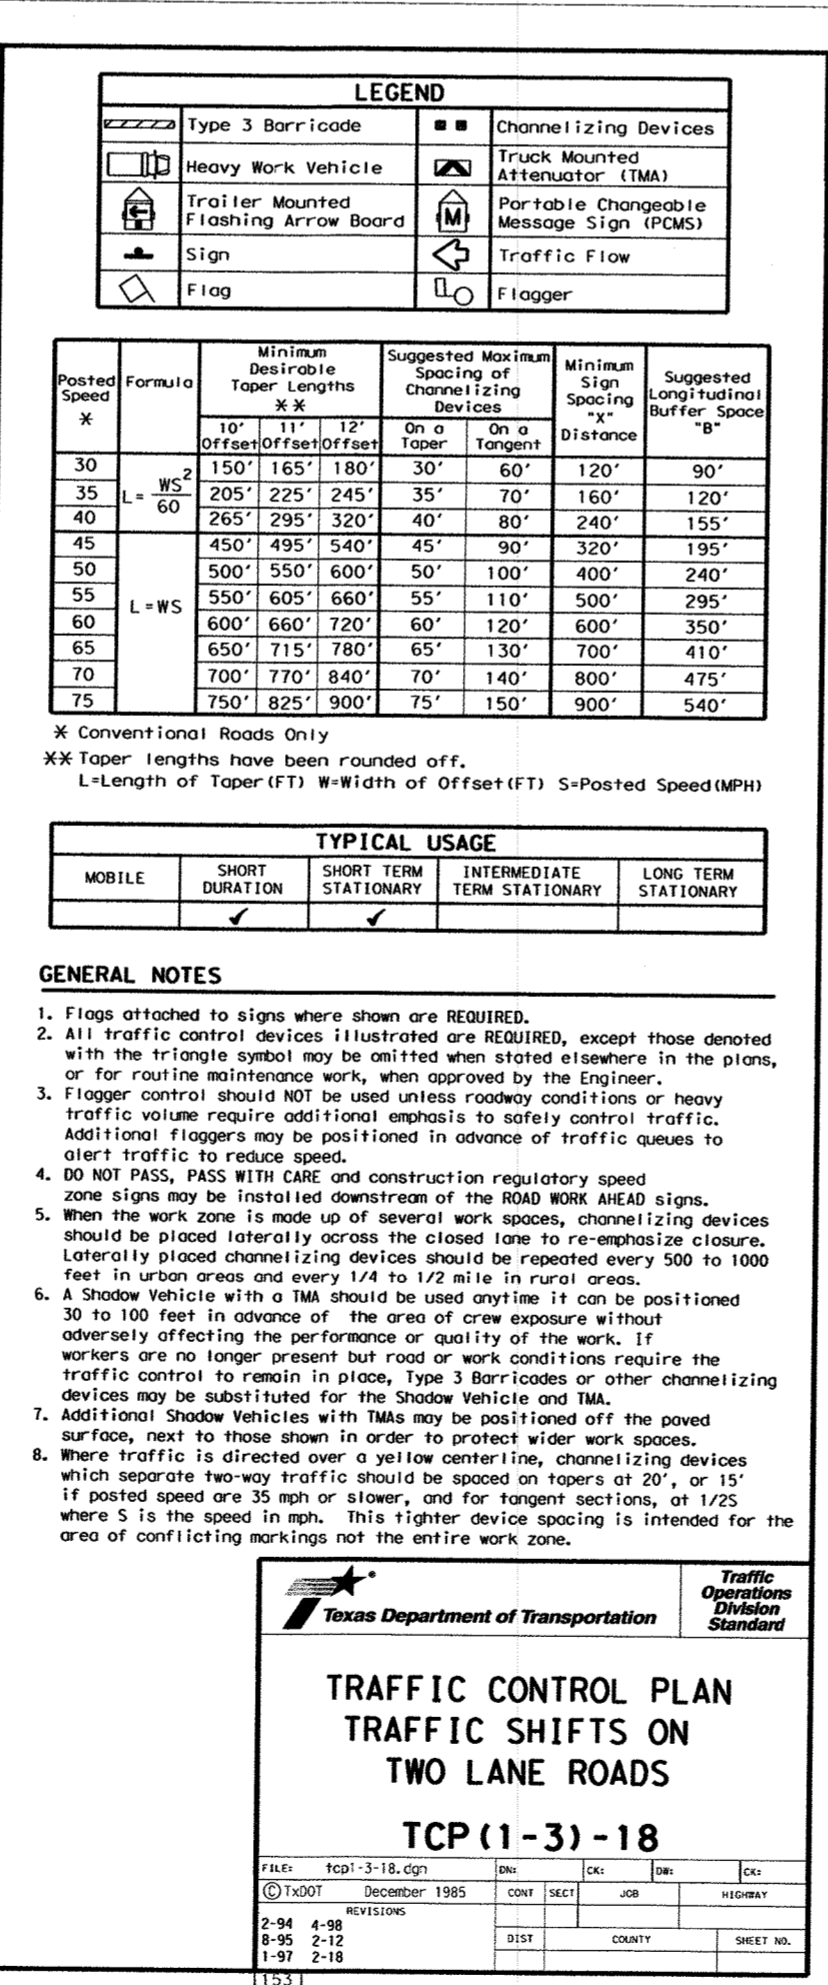 LEGEND
Type 3 Barricade
Channelizing Devices
Heavy Work Vehicle
Truck Mounted
Attenuator (TMA)
Trailer Mounted
Flashing Arrow Board
M
Portable Changeable
Message Sign (PCMS)
Sign
Traffic Flow
Flag
Flagger
Posted Speed * Formula Minimum Desirable Taper Lengths ** Suggested Maximum Spacing of Channelizing Devices Minimum Sign Spacing "X" Distance Suggested Longitudinal Buffer Space "B"
10' Offset 11' Offset 12' Offset On a Taper On a Tangent
30 150' 165' 180' 30' 60' 120' 90'
35 L= WS²/60 205' 225' 245' 35' 70' 160' 120'
40 265' 295' 320' 40' 80' 240' 155'
45 450' 495' 540' 45' 90' 320' 195'
50 500' 550' 600' 50' 100' 400' 240'
55 L=WS 550' 605' 660' 55' 110' 500' 295'
60 600' 660' 720' 60' 120' 600' 350'
65 650' 715' 780' 65' 130' 700' 410'
70 700' 770' 840' 70' 140' 800' 475'
75 750' 825' 900' 75' 150' 900' 540'
* Conventional Roads Only
** Taper lengths have been rounded off.
L=Length of Taper(FT) W=Width of Offset(FT) S=Posted Speed(MPH)
TYPICAL USAGE
MOBILE SHORT DURATION SHORT TERM STATIONARY INTERMEDIATE TERM STATIONARY LONG TERM STATIONARY
✓ ✓
GENERAL NOTES
1. Flags attached to signs where shown are REQUIRED.
2. All traffic control devices illustrated are REQUIRED, except those denoted
with the triangle symbol may be omitted when stated elsewhere in the plans,
or for routine maintenance work, when approved by the Engineer.
3. Flagger control should NOT be used unless roadway conditions or heavy
traffic volume require additional emphasis to safely control traffic.
Additional flaggers may be positioned in advance of traffic queues to
alert traffic to reduce speed.
4. DO NOT PASS, PASS WITH CARE and construction regulatory speed
zone signs may be installed downstream of the ROAD WORK AHEAD signs.
5. When the work zone is made up of several work spaces, channelizing devices
should be placed laterally across the closed lane to re-emphasize closure.
Laterally placed channelizing devices should be repeated every 500 to 1000
feet in urban areas and every 1/4 to 1/2 mile in rural areas.
6. A Shadow Vehicle with a TMA should be used anytime it can be positioned
30 to 100 feet in advance of the area of crew exposure without
adversely affecting the performance or quality of the work. If
workers are no longer present but road or work conditions require the
traffic control to remain in place, Type 3 Barricades or other channelizing
devices may be substituted for the Shadow Vehicle and TMA.
7. Additional Shadow Vehicles with TMAs may be positioned off the paved
surface, next to those shown in order to protect wider work spaces.
8. Where traffic is directed over a yellow centerline, channelizing devices
which separate two-way traffic should be spaced on tapers at 20', or 15'
if posted speed are 35 mph or slower, and for tangent sections, at 1/2S
where S is the speed in mph. This tighter device spacing is intended for the
area of conflicting markings not the entire work zone.
Texas Department of Transportation
Traffic
Operations
Division
Standard
TRAFFIC CONTROL PLAN
TRAFFIC SHIFTS ON
TWO LANE ROADS
TCP(1-3)-18
FILE: tcp1-3-18.dgn DN: CK: DW: CK:
©TxDOT December 1985 CONT SECT JOB HIGHWAY
REVISIONS
2-94 4-98
8-95 2-12 DIST COUNTY SHEET NO.
1-97 2-18
153